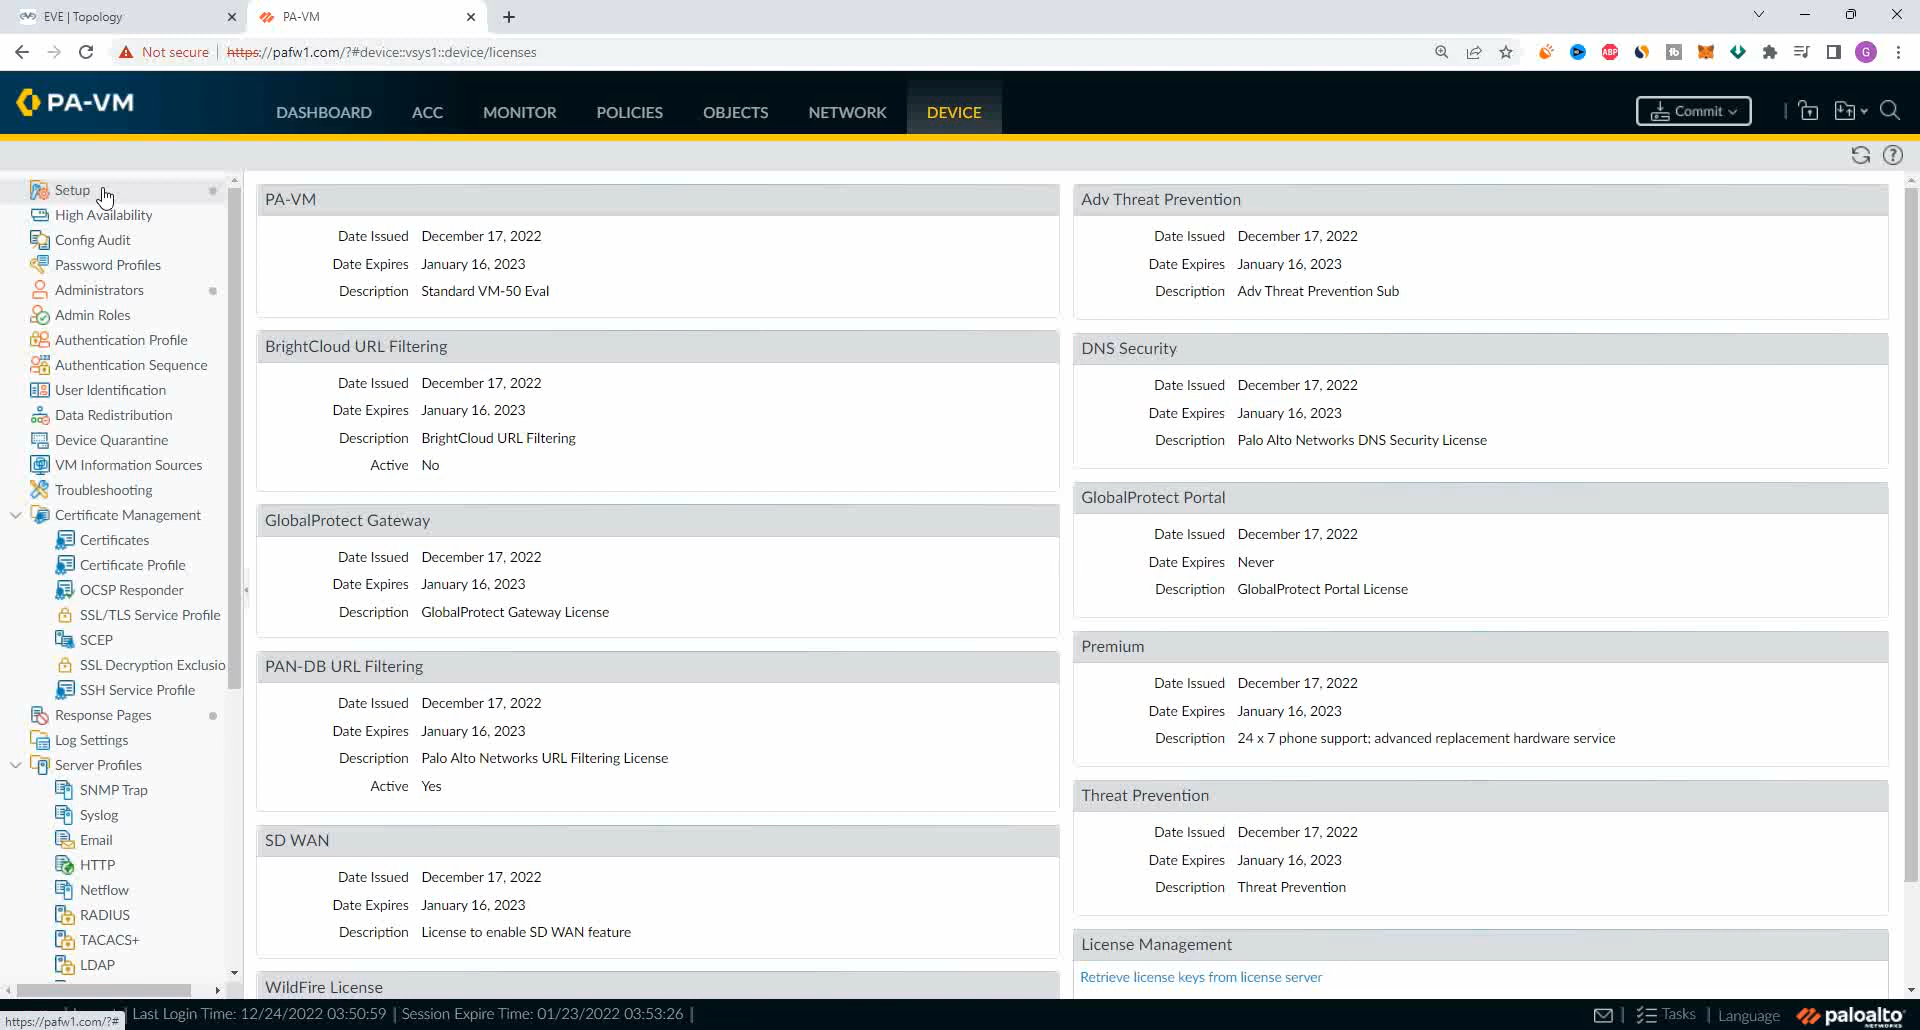 EVE | Topology
PA-VM
Not secure
https://pafw1.com/?#device::vsys1::device/licenses
ABP
G
PA-VM
DASHBOARD
ACC
MONITOR
POLICIES
OBJECTS
NETWORK
DEVICE
Commit
Setup
High Availability
Config Audit
Password Profiles
Administrators
Admin Roles
Authentication Profile
Authentication Sequence
User Identification
Data Redistribution
Device Quarantine
VM Information Sources
Troubleshooting
Certificate Management
Certificates
Certificate Profile
OCSP Responder
SSL/TLS Service Profile
SCEP
SSL Decryption Exclusio
SSH Service Profile
Response Pages
Log Settings
Server Profiles
SNMP Trap
Syslog
Email
HTTP
Netflow
RADIUS
TACACS+
LDAP
PA-VM
Date Issued December 17, 2022
Date Expires January 16, 2023
Description Standard VM-50 Eval
BrightCloud URL Filtering
Date Issued December 17, 2022
Date Expires January 16, 2023
Description BrightCloud URL Filtering
Active No
GlobalProtect Gateway
Date Issued December 17, 2022
Date Expires January 16, 2023
Description GlobalProtect Gateway License
PAN-DB URL Filtering
Date Issued December 17, 2022
Date Expires January 16, 2023
Description Palo Alto Networks URL Filtering License
Active Yes
SD WAN
Date Issued December 17, 2022
Date Expires January 16, 2023
Description License to enable SD WAN feature
WildFire License
Adv Threat Prevention
Date Issued December 17, 2022
Date Expires January 16, 2023
Description Adv Threat Prevention Sub
DNS Security
Date Issued December 17, 2022
Date Expires January 16, 2023
Description Palo Alto Networks DNS Security License
GlobalProtect Portal
Date Issued December 17, 2022
Date Expires Never
Description GlobalProtect Portal License
Premium
Date Issued December 17, 2022
Date Expires January 16, 2023
Description 24 x 7 phone support; advanced replacement hardware service
Threat Prevention
Date Issued December 17, 2022
Date Expires January 16, 2023
Description Threat Prevention
License Management
Retrieve license keys from license server
https://pafw1.com/?#
Last Login Time: 12/24/2022 03:50:59 | Session Expire Time: 01/23/2022 03:53:26 |
Tasks | Language
paloalto
NETWORKS